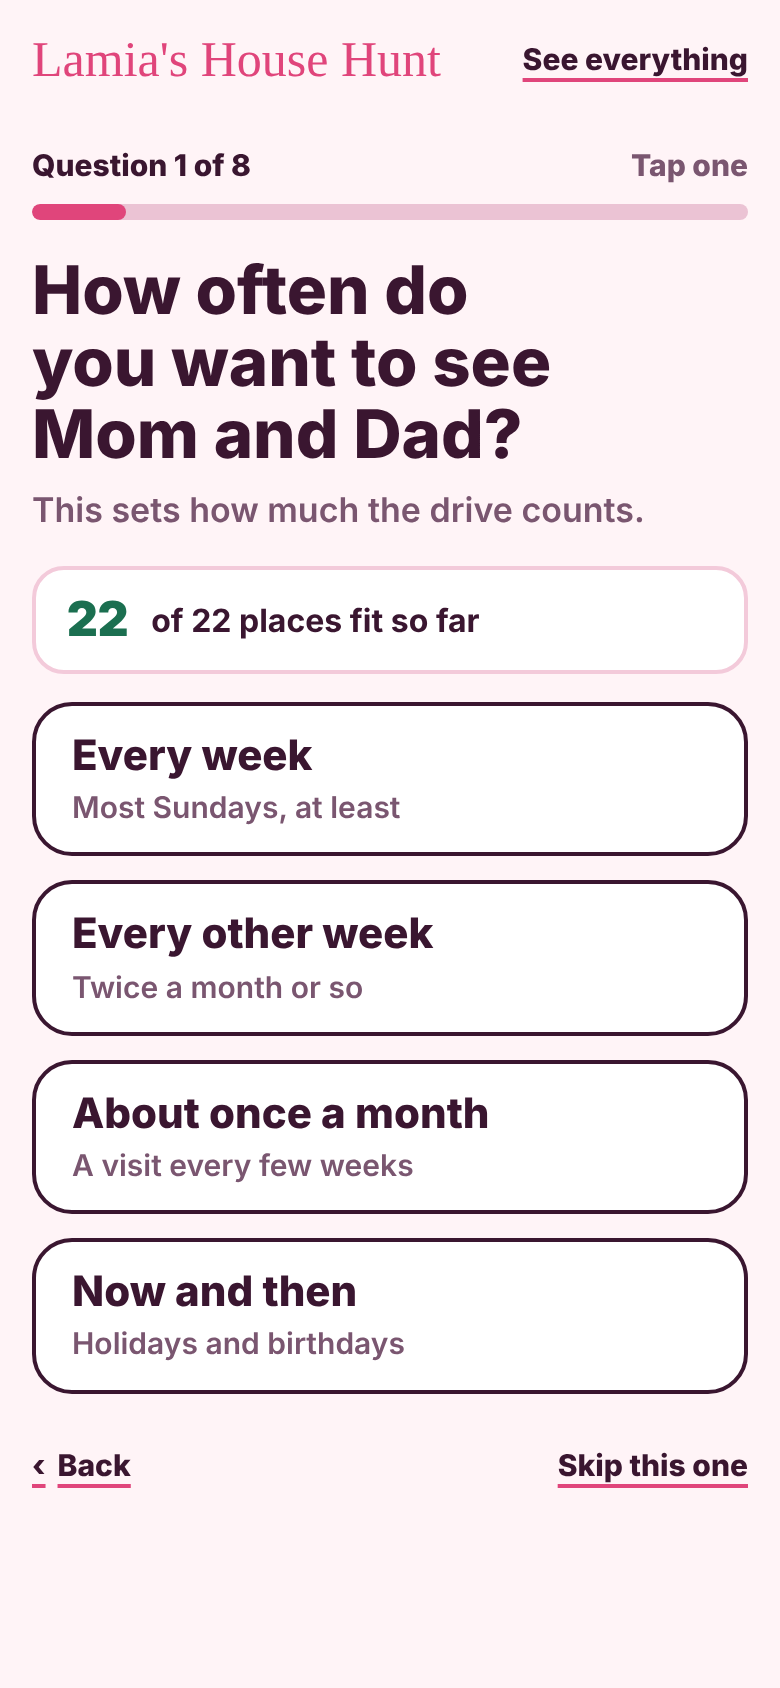 Lamia's House Hunt
See everything
Question 1 of 8
Tap one
How often do
you want to see
Mom and Dad?
This sets how much the drive counts.
22 of 22 places fit so far
Every week
Most Sundays, at least
Every other week
Twice a month or so
About once a month
A visit every few weeks
Now and then
Holidays and birthdays
‹ Back
Skip this one